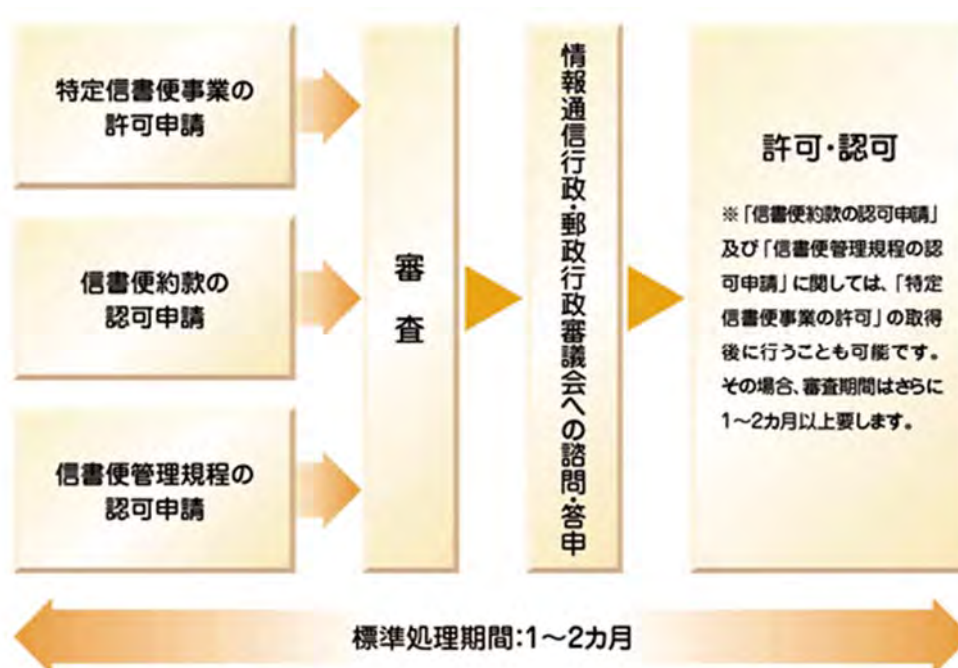 特定信書便事業の
許可申請
信書便約款の
認可申請
信書便管理規程の
認可申請
審査
情報通信行政・郵政行政審議会への諮問・答申
許可・認可
※「信書便約款の認可申請」
及び「信書便管理規程の認
可申請」に関しては、「特定
信書便事業の許可」の取得
後に行うことも可能です。
その場合、審査期間はさらに
1〜2カ月以上要します。
標準処理期間:1〜2カ月